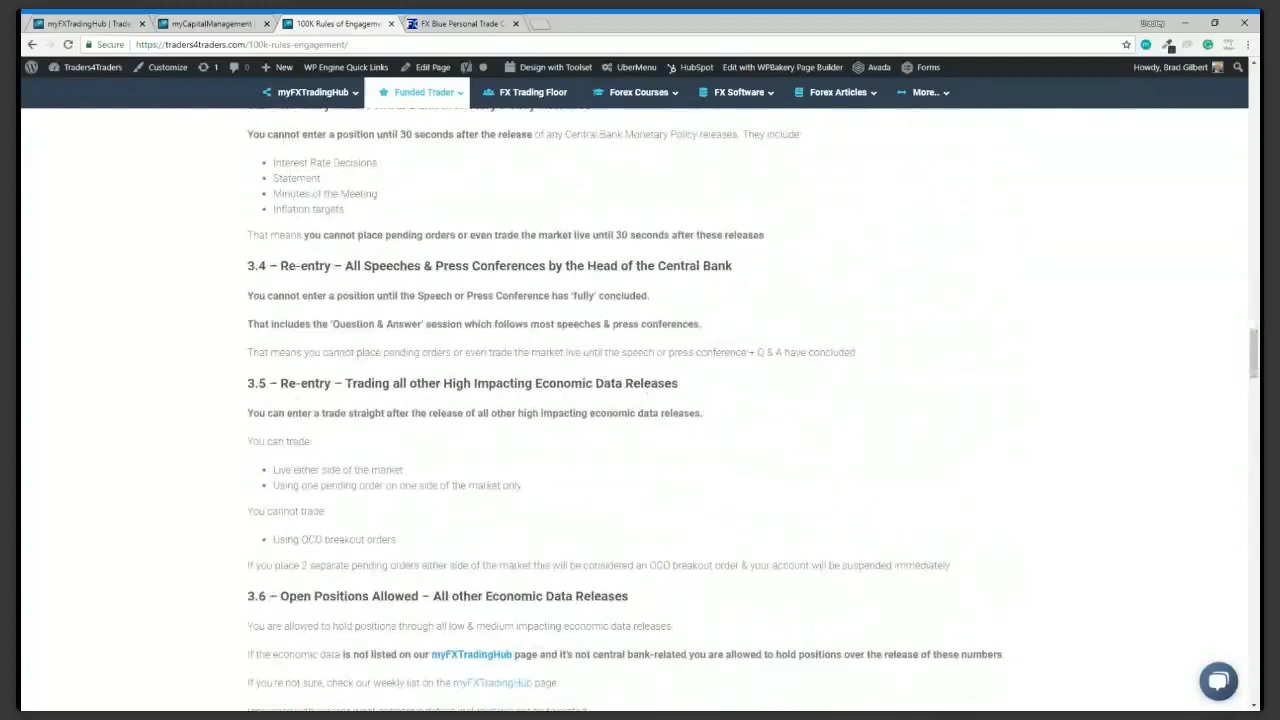 myFXTradingHub | Trade
myCapitalManagement |
100K Rules of Engageme
FX Blue Personal Trade C
Bradley
Secure
https://traders4traders.com/100k-rules-engagement/
Traders4Traders
Customize
1
0
New
WP Engine Quick Links
Edit Page
Design with Toolset
UberMenu
HubSpot
Edit with WPBakery Page Builder
Avada
Forms
Howdy, Brad Gilbert
myFXTradingHub
Funded Trader
FX Trading Floor
Forex Courses
FX Software
Forex Articles
More..
You cannot enter a position until 30 seconds after the release of any Central Bank Monetary Policy releases. They include:
Interest Rate Decisions
Statement
Minutes of the Meeting
Inflation targets
That means you cannot place pending orders or even trade the market live until 30 seconds after these releases
3.4 – Re-entry – All Speeches & Press Conferences by the Head of the Central Bank
You cannot enter a position until the Speech or Press Conference has 'fully' concluded.
That includes the 'Question & Answer' session which follows most speeches & press conferences.
That means you cannot place pending orders or even trade the market live until the speech or press conference + Q & A have concluded
3.5 – Re-entry – Trading all other High Impacting Economic Data Releases
You can enter a trade straight after the release of all other high impacting economic data releases.
You can trade:
Live either side of the market
Using one pending order on one side of the market only
You cannot trade
Using OCO breakout orders
If you place 2 separate pending orders either side of the market this will be considered an OCO breakout order & your account will be suspended immediately
3.6 – Open Positions Allowed – All other Economic Data Releases
You are allowed to hold positions through all low & medium impacting economic data releases.
If the economic data is not listed on our myFXTradingHub page and it's not central bank-related you are allowed to hold positions over the release of these numbers
If you're not sure, check our weekly list on the myFXTradingHub page.